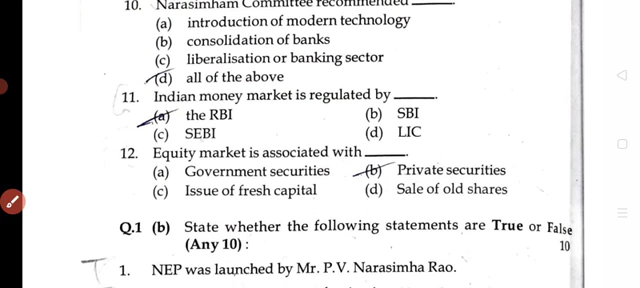 10. Narasimham Committee recommended ______.
(a) introduction of modern technology
(b) consolidation of banks
(c) liberalisation or banking sector
(d) all of the above
11. Indian money market is regulated by ______.
(a) the RBI (b) SBI
(c) SEBI (d) LIC
12. Equity market is associated with ______.
(a) Government securities (b) Private securities
(c) Issue of fresh capital (d) Sale of old shares
Q.1 (b) State whether the following statements are True or False
(Any 10) : 10
T 1. NEP was launched by Mr. P.V. Narasimha Rao.